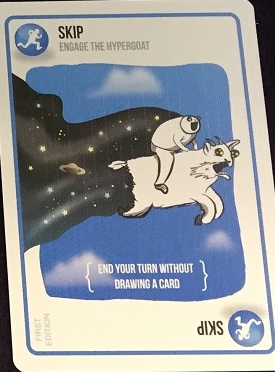 SKIP
ENGAGE THE HYPERGOAT
END YOUR TURN WITHOUT
DRAWING A CARD
FIRST
EDITION
SKIP